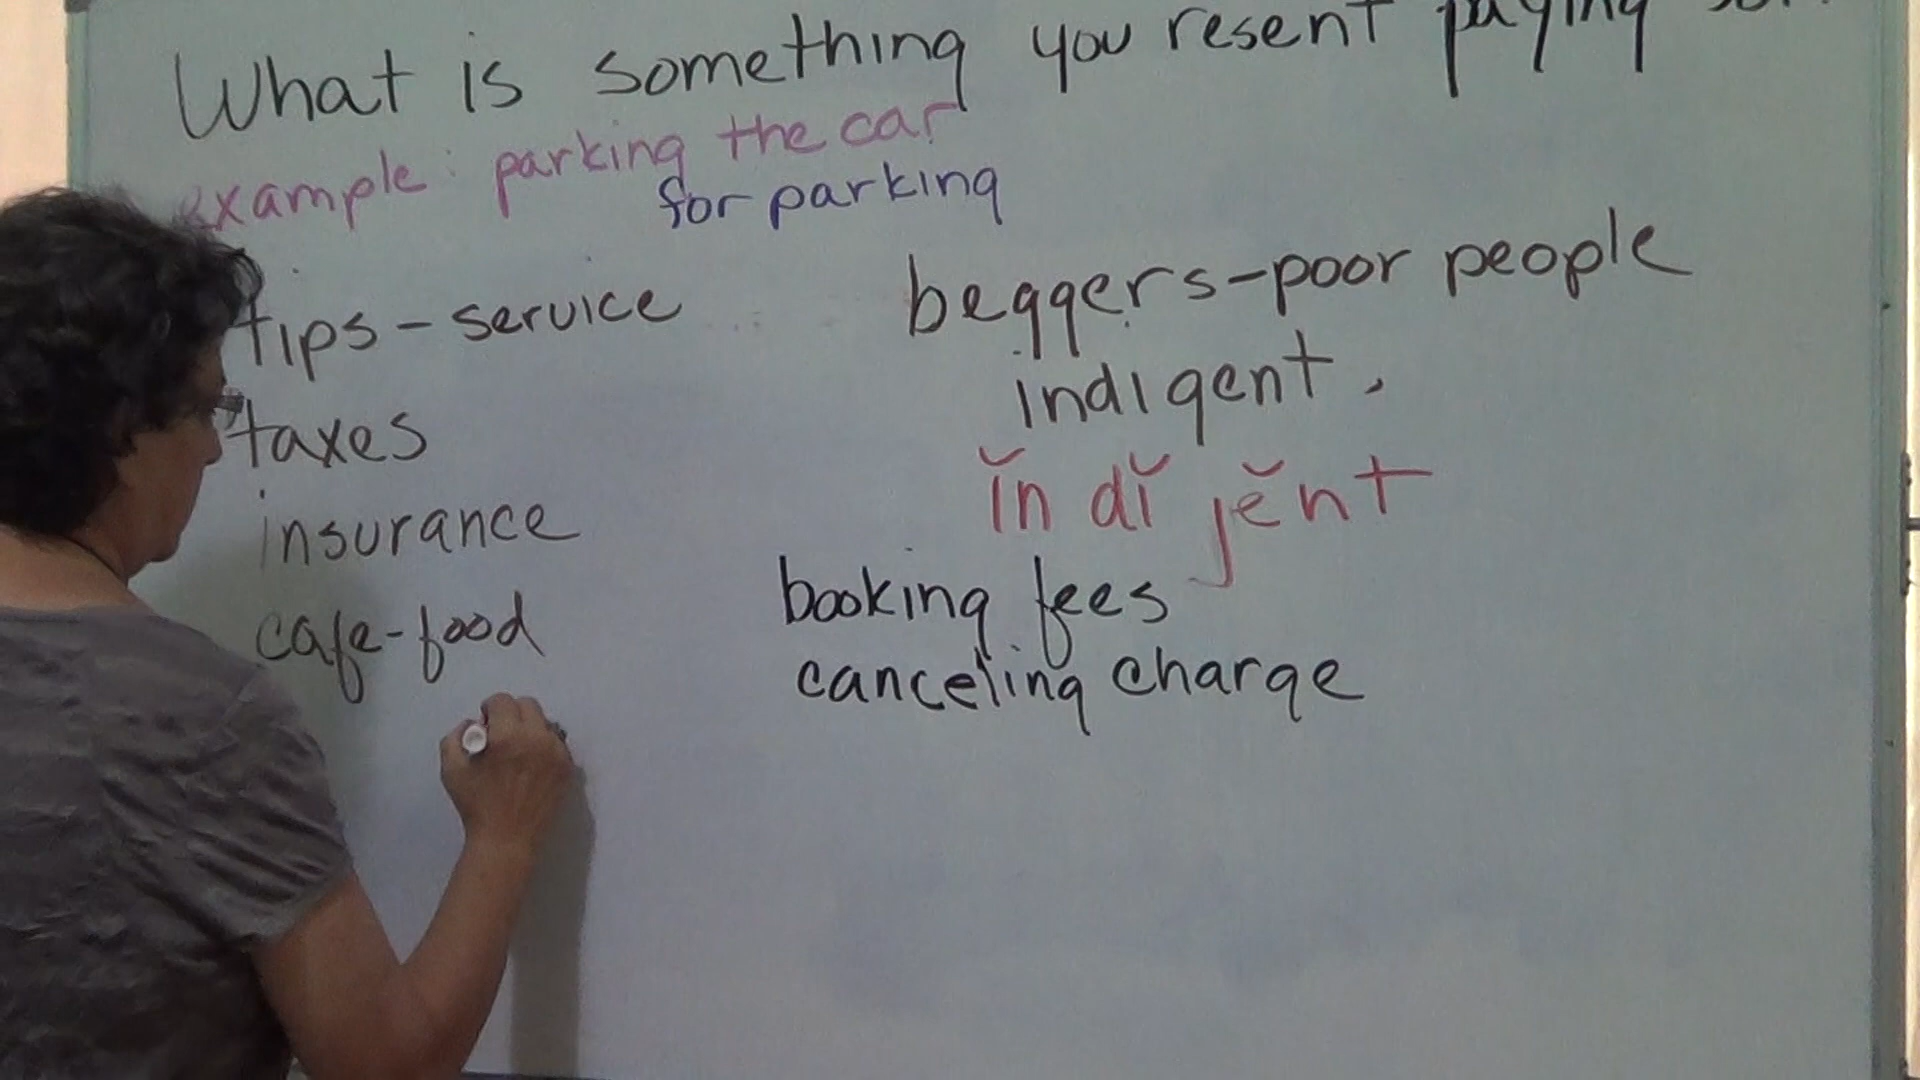 What is something you resent paying
example: parking the car
for parking
tips - service
taxes
insurance
cafe-food
beggers-poor people
indigent,
ĭn dĭ jĕnt
booking fees
canceling charge